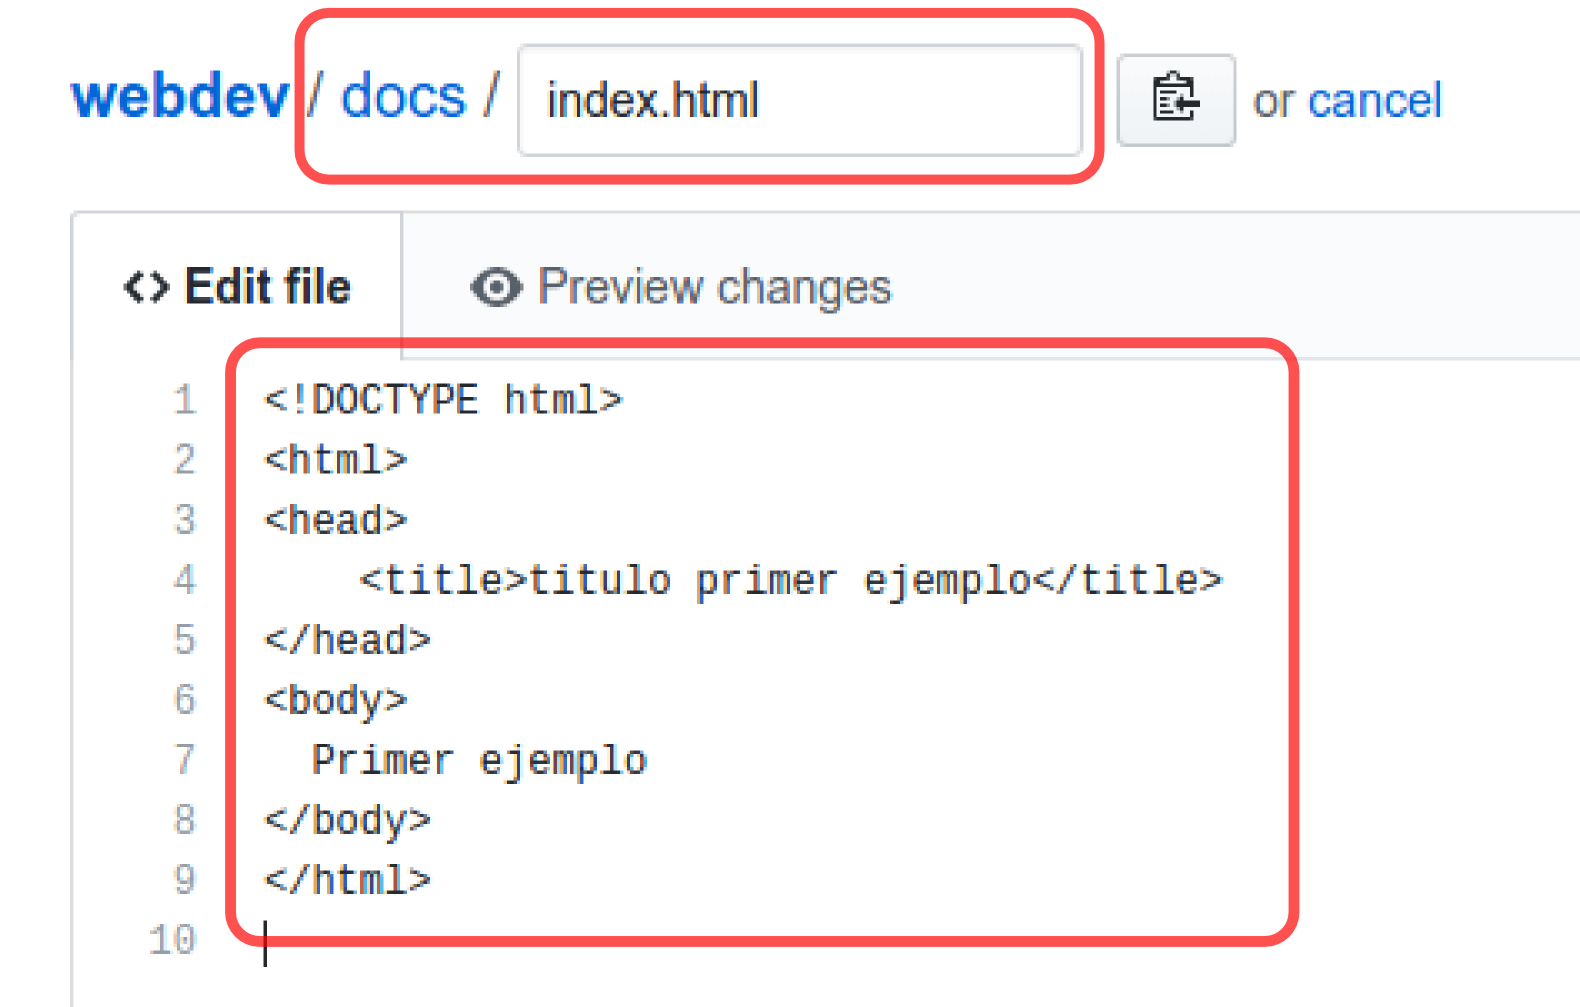 webdev / docs / index.html or cancel
<> Edit file Preview changes
1 <!DOCTYPE html>
2 <html>
3 <head>
4     <title>titulo primer ejemplo</title>
5 </head>
6 <body>
7   Primer ejemplo
8 </body>
9 </html>
10